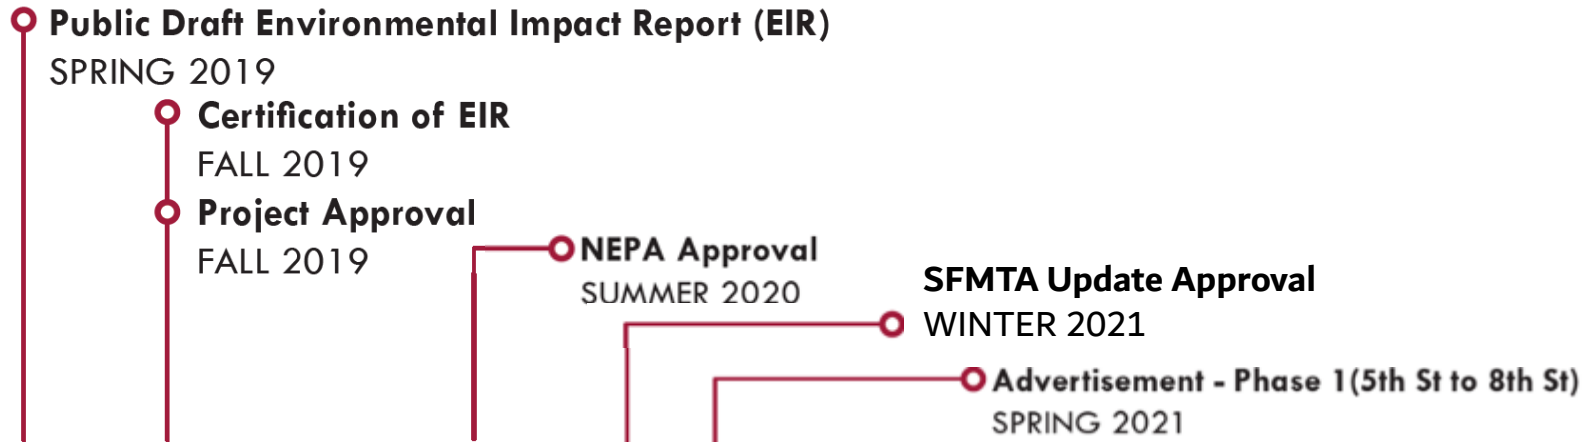 Public Draft Environmental Impact Report (EIR)
SPRING 2019
Certification of EIR
FALL 2019
Project Approval
FALL 2019
NEPA Approval
SUMMER 2020
SFMTA Update Approval
WINTER 2021
Advertisement - Phase 1(5th St to 8th St)
SPRING 2021